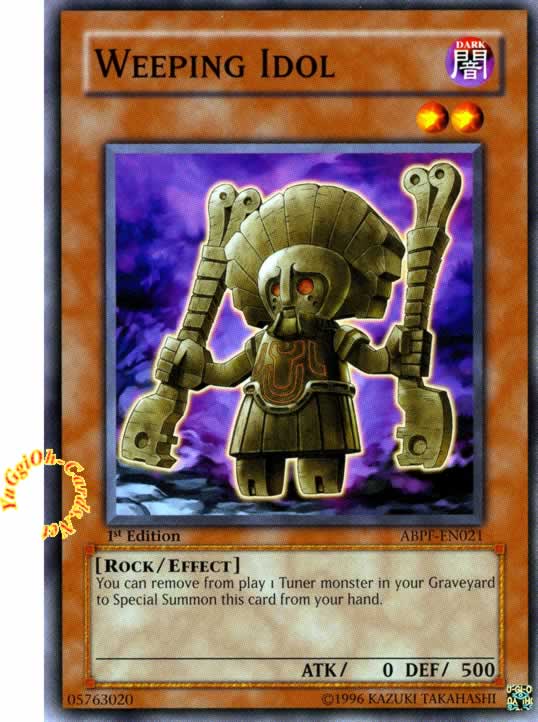 WEEPING IDOL
DARK
闇
1st Edition
ABPF-EN021
[ROCK/EFFECT]
You can remove from play 1 Tuner monster in your Graveyard
to Special Summon this card from your hand.
ATK/ 0 DEF/ 500
05763020
©1996 KAZUKI TAKAHASHI
YuGgiOh-Cards.Net